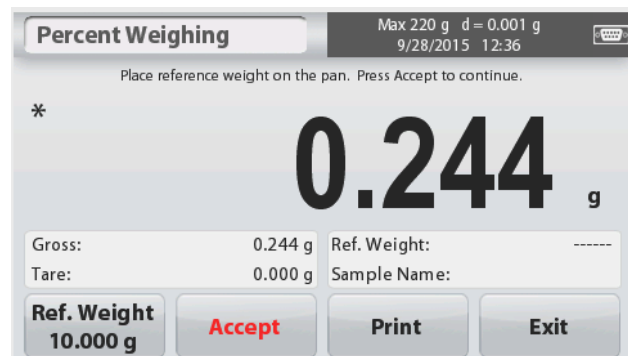 Percent Weighing
Max 220 g d = 0.001 g
9/28/2015 12:36
Place reference weight on the pan. Press Accept to continue.
*
0.244 g
Gross: 0.244 g
Tare: 0.000 g
Ref. Weight: ------
Sample Name:
Ref. Weight
10.000 g
Accept
Print
Exit